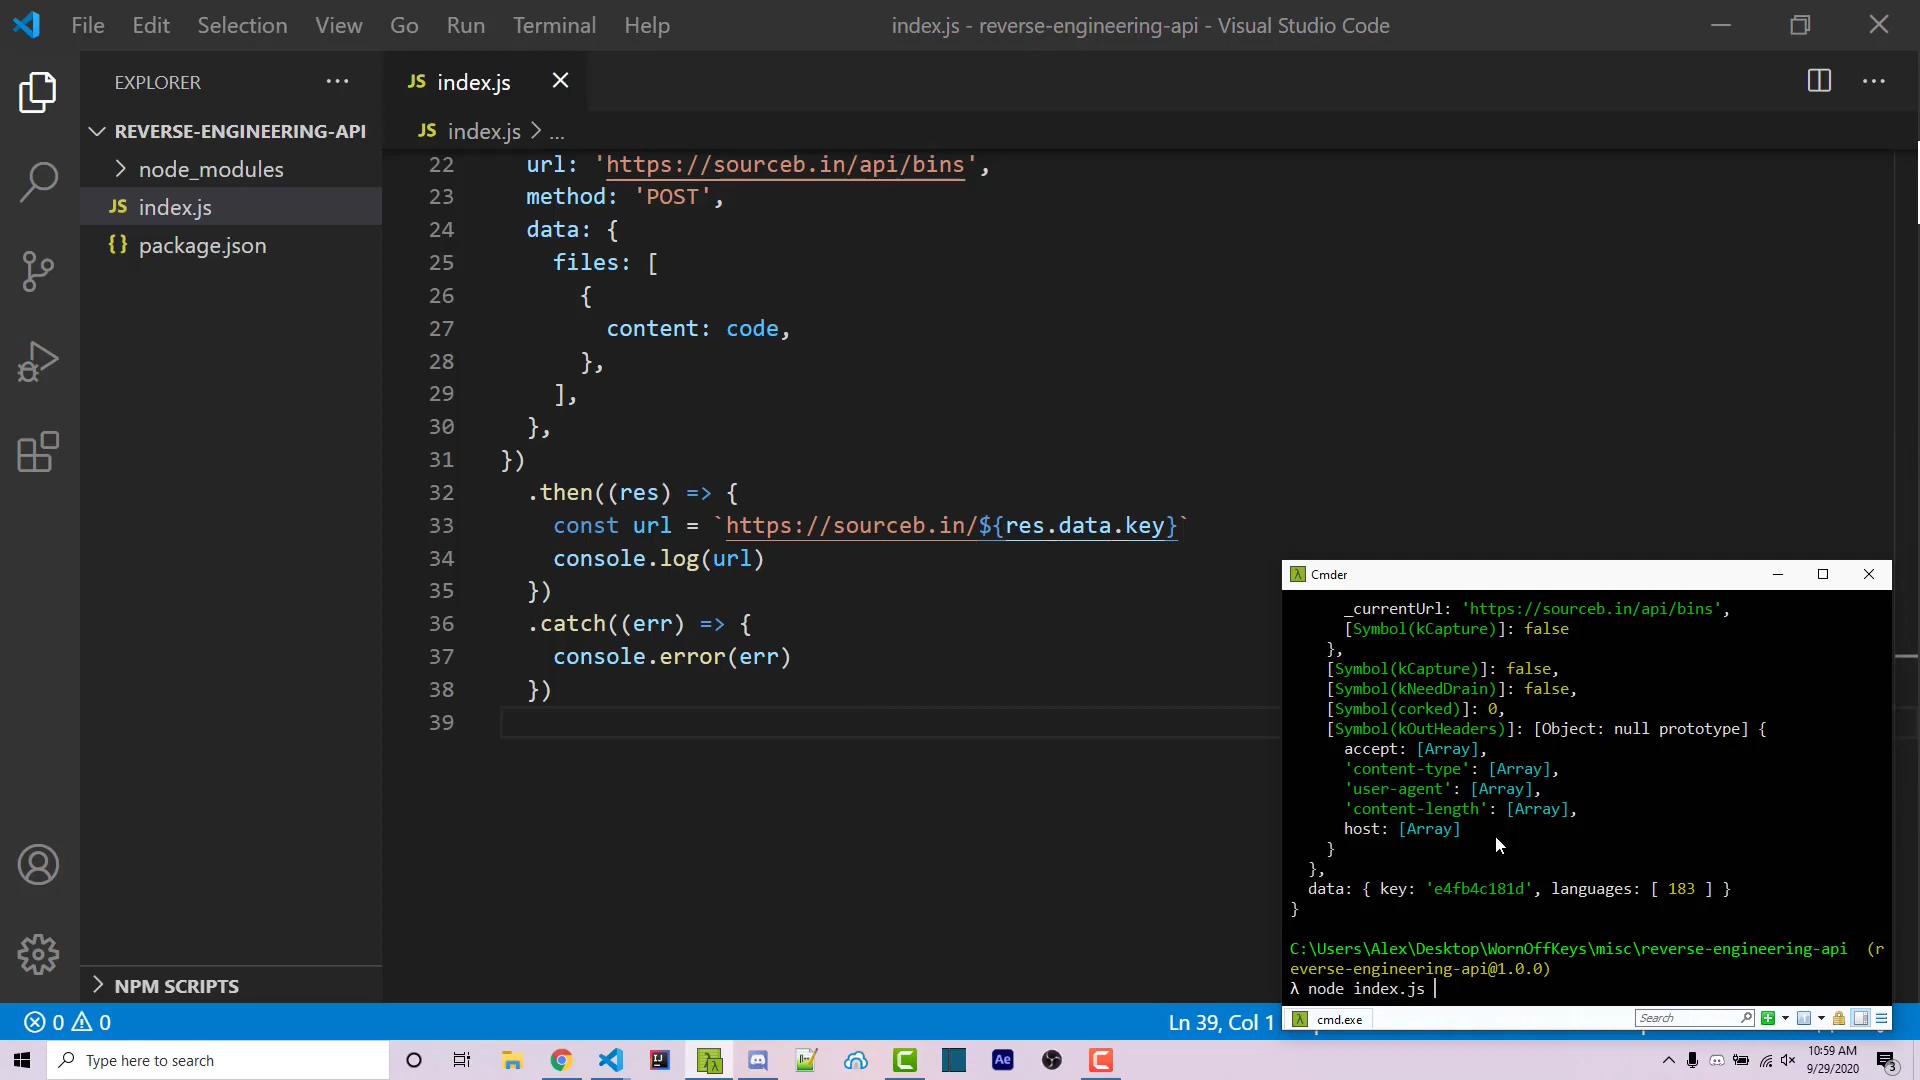 File Edit Selection View Go Run Terminal Help
index.js - reverse-engineering-api - Visual Studio Code
EXPLORER
REVERSE-ENGINEERING-API
node_modules
JS index.js
{} package.json
NPM SCRIPTS
JS index.js
JS index.js > ...
22 url: 'https://sourceb.in/api/bins',
23 method: 'POST',
24 data: {
25 files: [
26 {
27 content: code,
28 },
29 ],
30 },
31 })
32 .then((res) => {
33 const url = `https://sourceb.in/${res.data.key}`
34 console.log(url)
35 })
36 .catch((err) => {
37 console.error(err)
38 })
39
0 0
Ln 39, Col 1
Cmder
_currentUrl: 'https://sourceb.in/api/bins',
[Symbol(kCapture)]: false
},
[Symbol(kCapture)]: false,
[Symbol(kNeedDrain)]: false,
[Symbol(corked)]: 0,
[Symbol(kOutHeaders)]: [Object: null prototype] {
accept: [Array],
'content-type': [Array],
'user-agent': [Array],
'content-length': [Array],
host: [Array]
}
},
data: { key: 'e4fb4c181d', languages: [ 183 ] }
}
C:\Users\Alex\Desktop\WornOffKeys\misc\reverse-engineering-api (r
everse-engineering-api@1.0.0)
λ node index.js
cmd.exe
Search
Type here to search
IJ
λλ
Ae
10:59 AM
9/29/2020
3